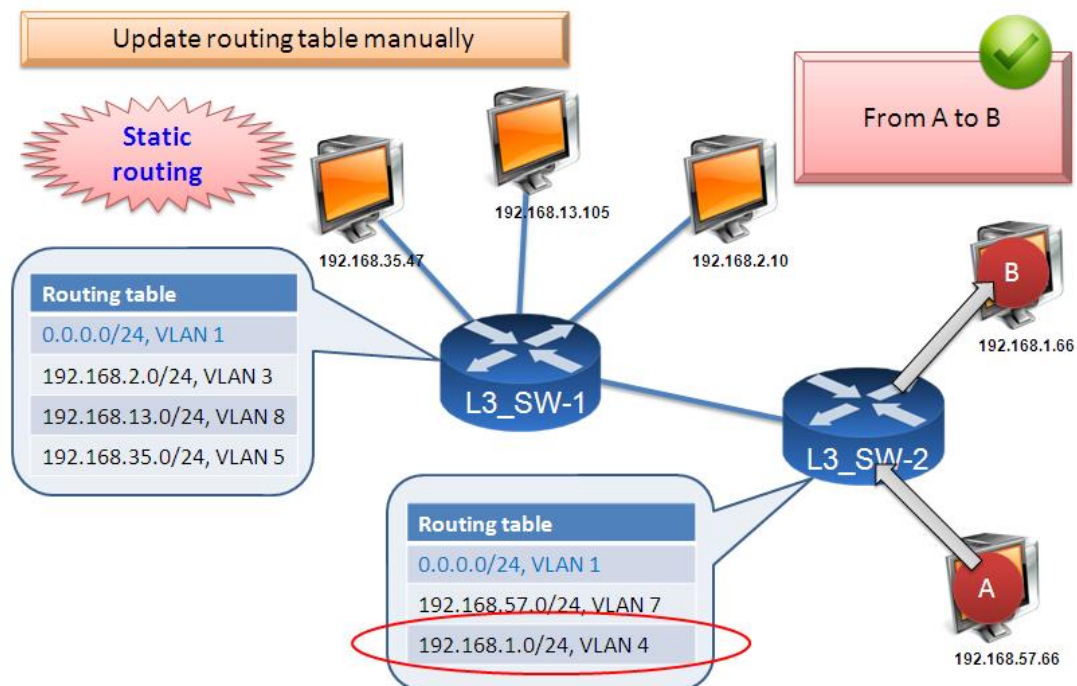 Update routing table manually
From A to B
Static
routing
192.168.35.47
192.168.13.105
192.168.2.10
B
192.168.1.66
Routing table
0.0.0.0/24, VLAN 1
192.168.2.0/24, VLAN 3
192.168.13.0/24, VLAN 8
192.168.35.0/24, VLAN 5
L3_SW-1
L3_SW-2
Routing table
0.0.0.0/24, VLAN 1
192.168.57.0/24, VLAN 7
192.168.1.0/24, VLAN 4
A
192.168.57.66